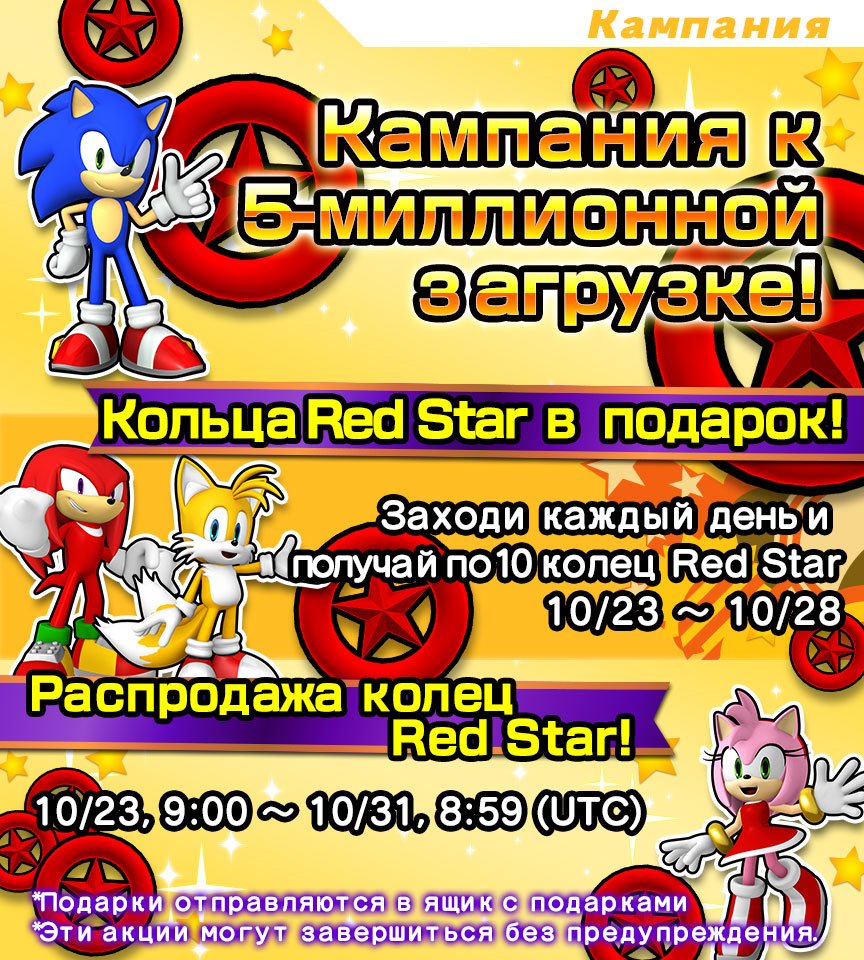 Кампания
Кампания к
5-миллионной
загрузке!
Кольца Red Star в подарок!
Заходи каждый день и
получай по 10 колец Red Star
10/23 ～ 10/28
Распродажа колец
Red Star!
10/23, 9:00 ～ 10/31, 8:59 (UTC)
*Подарки отправляются в ящик с подарками
*Эти акции могут завершиться без предупреждения.